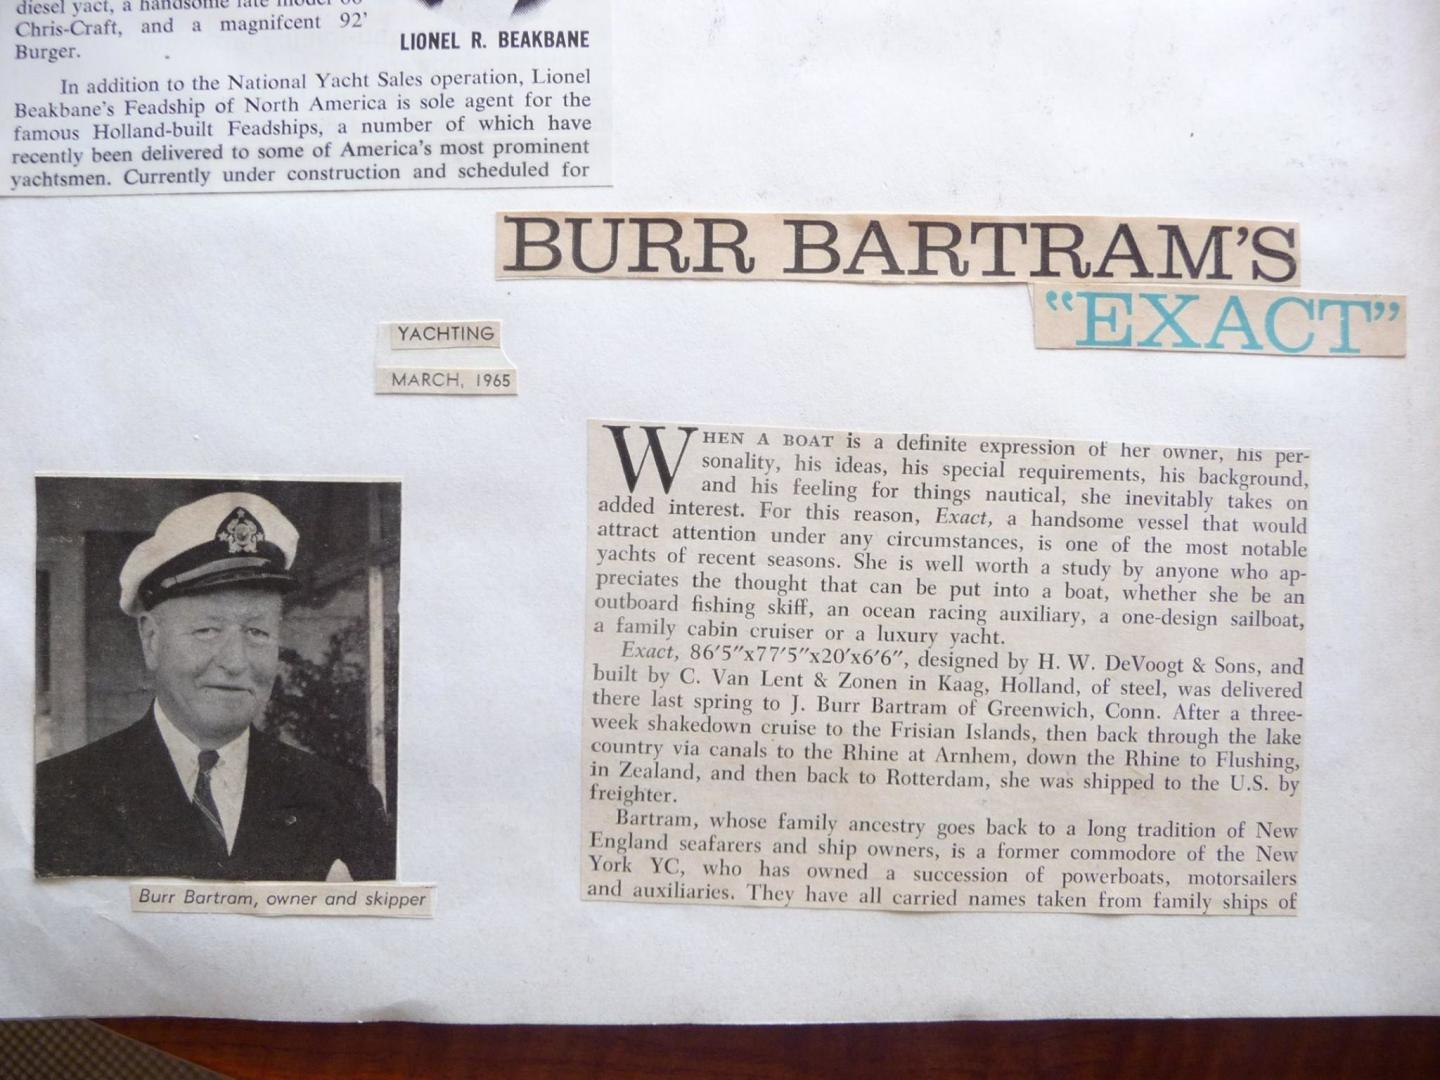 diesel yact, a handsome late model 60'
Chris-Craft, and a magnifcent 92'
Burger.
LIONEL R. BEAKBANE
In addition to the National Yacht Sales operation, Lionel
Beakbane's Feadship of North America is sole agent for the
famous Holland-built Feadships, a number of which have
recently been delivered to some of America's most prominent
yachtsmen. Currently under construction and scheduled for
BURR BARTRAM'S
"EXACT"
YACHTING
MARCH, 1965
WHEN A BOAT is a definite expression of her owner, his per-
sonality, his ideas, his special requirements, his background,
and his feeling for things nautical, she inevitably takes on
added interest. For this reason, Exact, a handsome vessel that would
attract attention under any circumstances, is one of the most notable
yachts of recent seasons. She is well worth a study by anyone who ap-
preciates the thought that can be put into a boat, whether she be an
outboard fishing skiff, an ocean racing auxiliary, a one-design sailboat,
a family cabin cruiser or a luxury yacht.
Exact, 86'5"x77'5"x20'x6'6", designed by H. W. DeVoogt & Sons, and
built by C. Van Lent & Zonen in Kaag, Holland, of steel, was delivered
there last spring to J. Burr Bartram of Greenwich, Conn. After a three-
week shakedown cruise to the Frisian Islands, then back through the lake
country via canals to the Rhine at Arnhem, down the Rhine to Flushing,
in Zealand, and then back to Rotterdam, she was shipped to the U.S. by
freighter.
Bartram, whose family ancestry goes back to a long tradition of New
England seafarers and ship owners, is a former commodore of the New
York YC, who has owned a succession of powerboats, motorsailers
and auxiliaries. They have all carried names taken from family ships of
Burr Bartram, owner and skipper